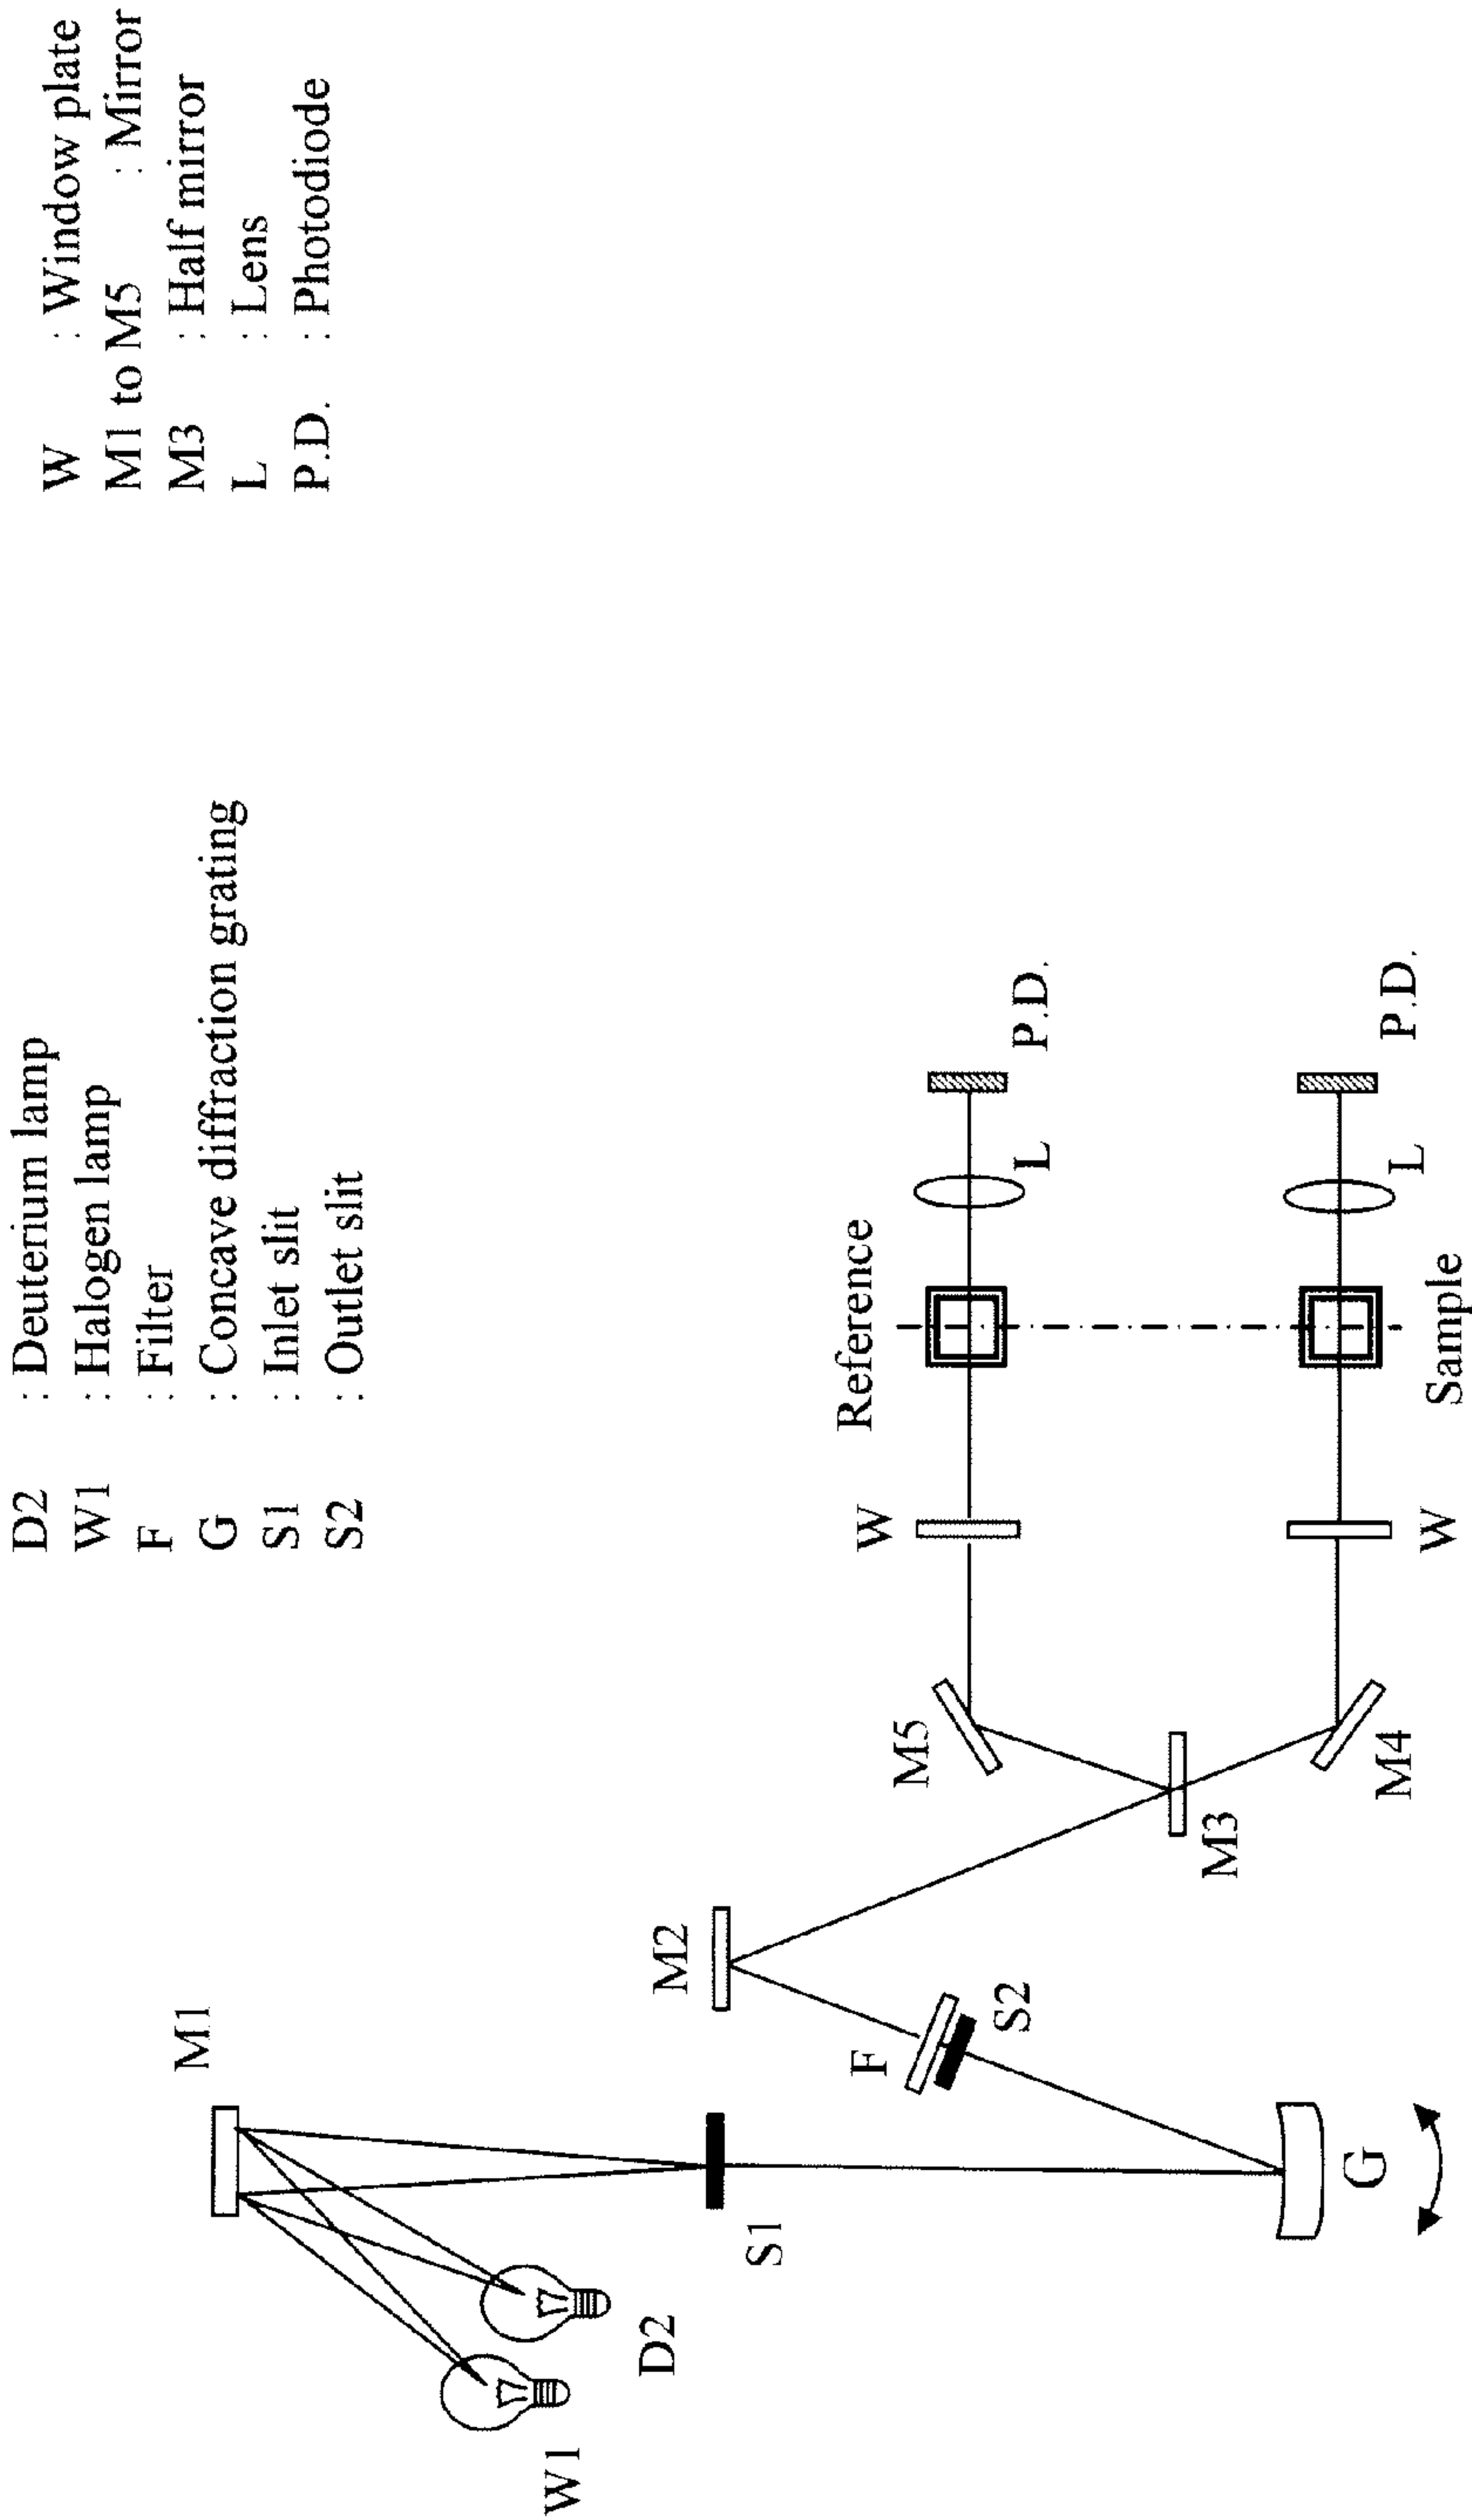 D2 : Deuterium lamp
W1 : Halogen lamp
F : Filter
G : Concave diffraction grating
S1 : Inlet slit
S2 : Outlet slit
W : Window plate
M1 to M5 : Mirror
M3 : Half mirror
L : Lens
P.D. : Photodiode
M1
W1
D2
S1
G
F
S2
M2
M3
M5
M4
W
W
Reference
Sample
L
L
P.D.
P.D.